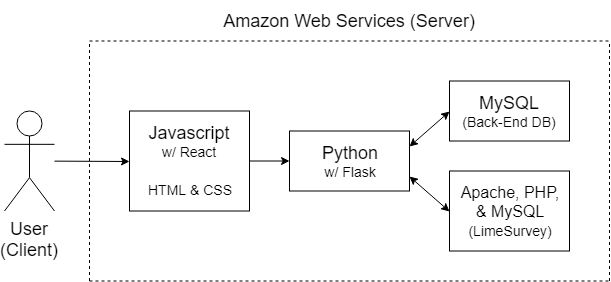 Amazon Web Services (Server)
Javascript
w/ React
HTML & CSS
Python
w/ Flask
MySQL
(Back-End DB)
Apache, PHP,
& MySQL
(LimeSurvey)
User
(Client)